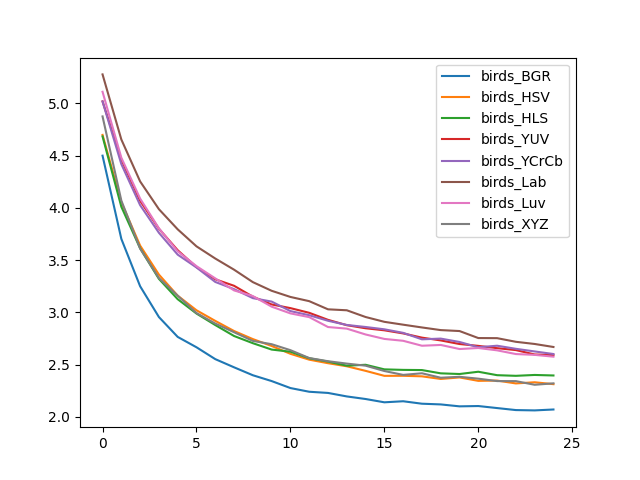 birds_BGR
birds_HSV
birds_HLS
birds_YUV
birds_YCrCb
birds_Lab
birds_Luv
birds_XYZ
5.0
4.5
4.0
3.5
3.0
2.5
2.0
0 5 10 15 20 25